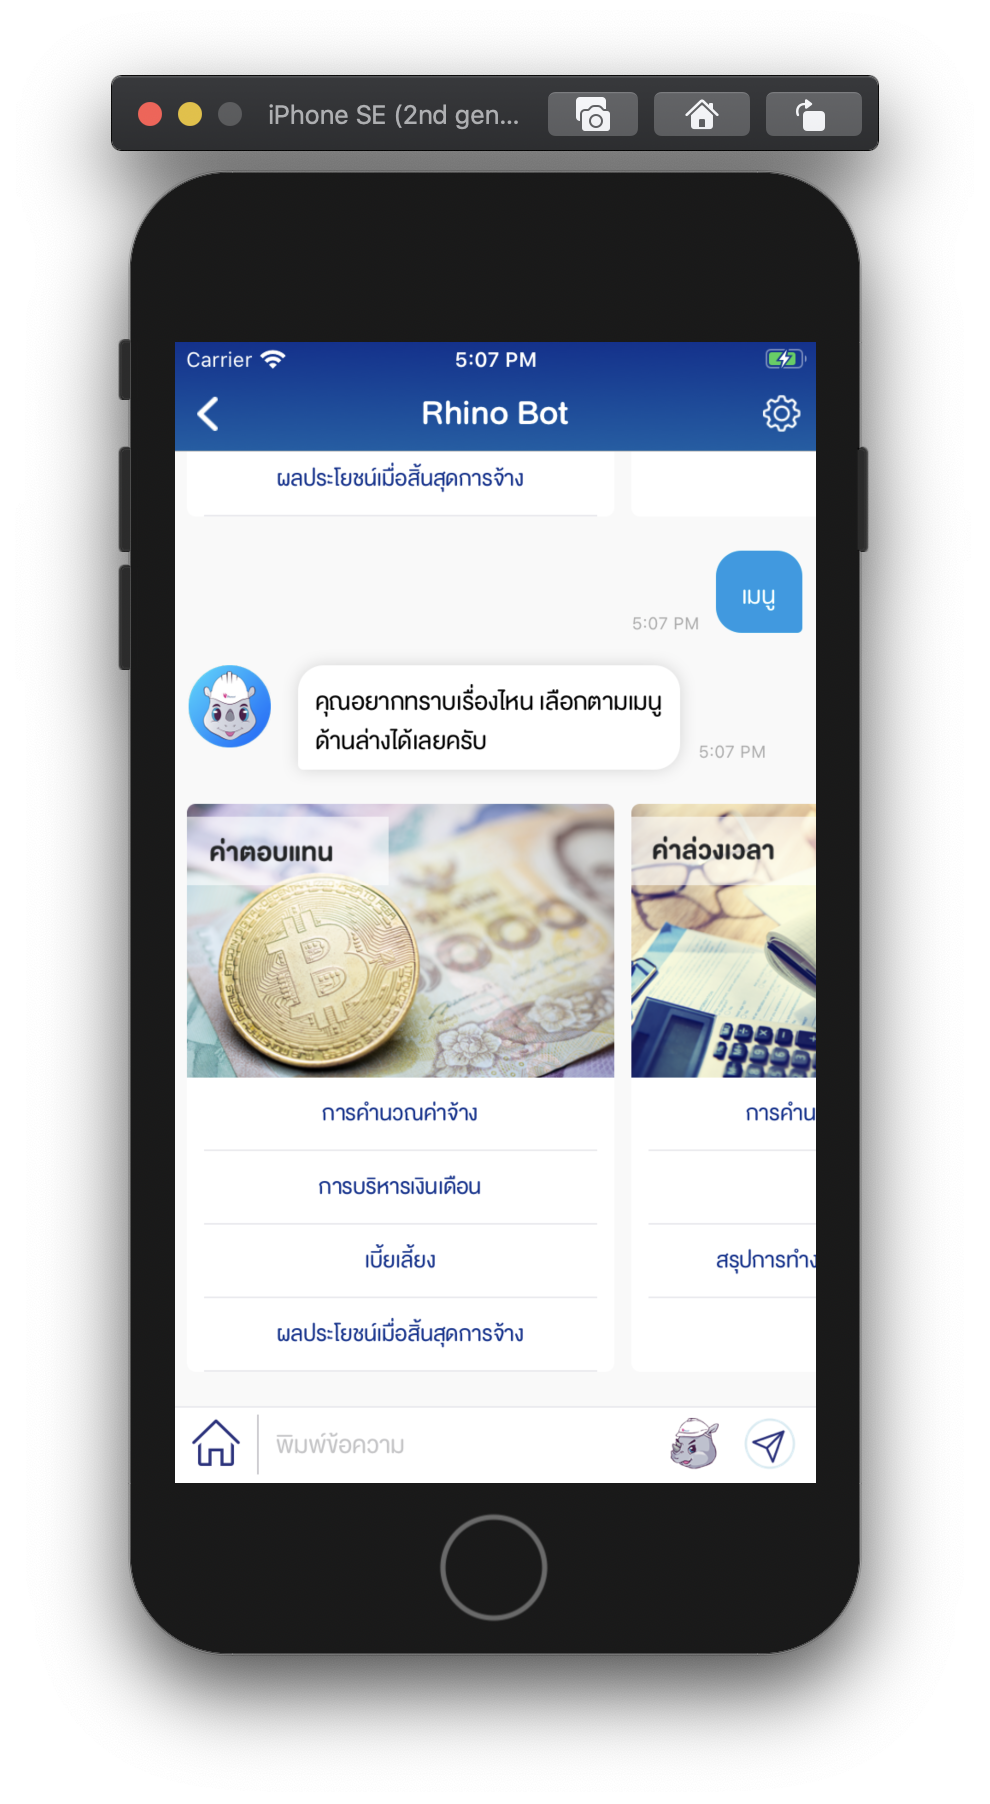 iPhone SE (2nd gen...
Carrier
5:07 PM
Rhino Bot
ผลประโยชน์เมื่อสิ้นสุดการจ้าง
เมนู
5:07 PM
คุณอยากทราบเรื่องไหน เลือกตามเมนู
ด้านล่างได้เลยครับ
5:07 PM
ค่าตอบแทน
ค่าล่วงเวลา
การคำนวณค่าจ้าง
การคำน
การบริหารเงินเดือน
เบี้ยเลี้ยง
สรุปการทำง
ผลประโยชน์เมื่อสิ้นสุดการจ้าง
พิมพ์ข้อความ